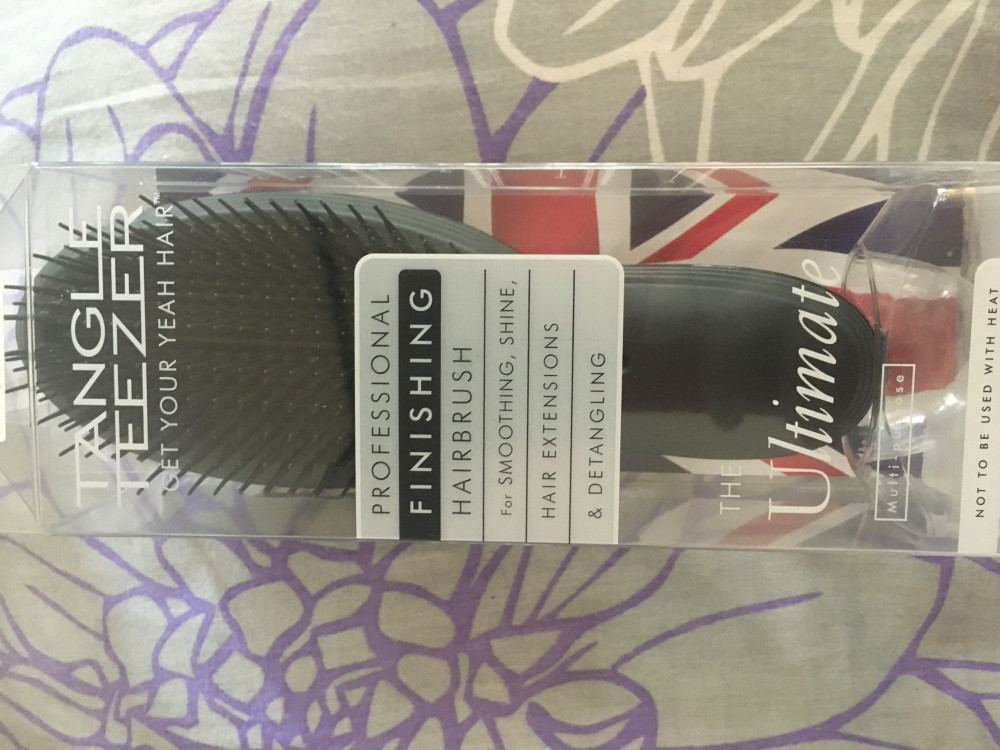 TANGLE
TEEZER
GET YOUR YEAH HAIR™
PROFESSIONAL
FINISHING
HAIRBRUSH
For SMOOTHING, SHINE,
HAIR EXTENSIONS
& DETANGLING
THE
Ultimate
NOT TO BE USED WITH HEAT